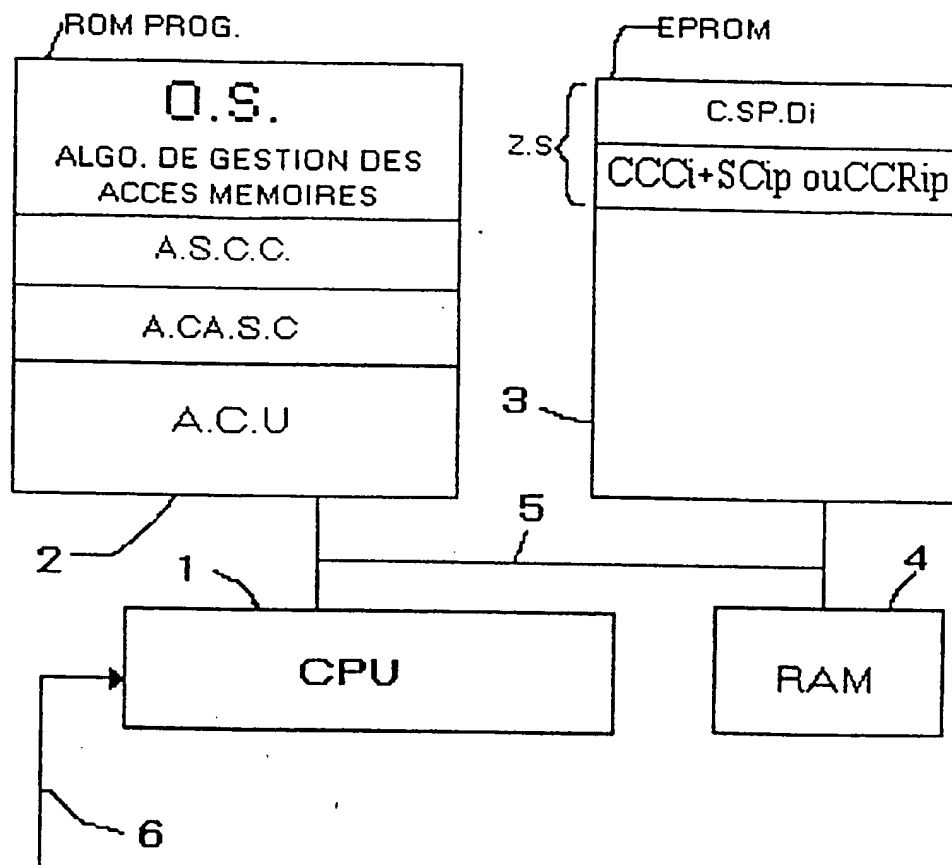 ROM PROG.
O.S.
ALGO. DE GESTION DES
ACCES MEMOIRES
A.S.C.C.
A.CA.S.C
A.C.U
2
EPROM
Z.S
C.SP.Di
CCCi+SCip ouCCRip
3
5
1
CPU
4
RAM
6